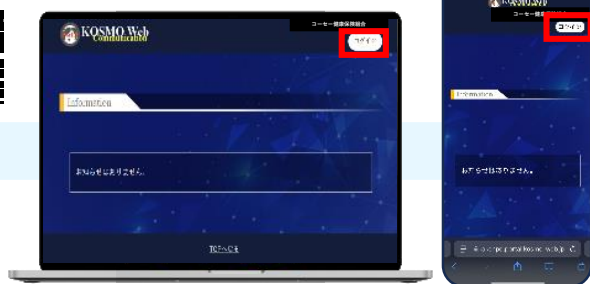 KOSMO Web
Communication
コーセー健康保険組合
ログイン
Information
お知らせはありません。
TOPへ戻る
KOSMO Web
コーセー健康保険組合
ログイン
Information
お知らせはありません。